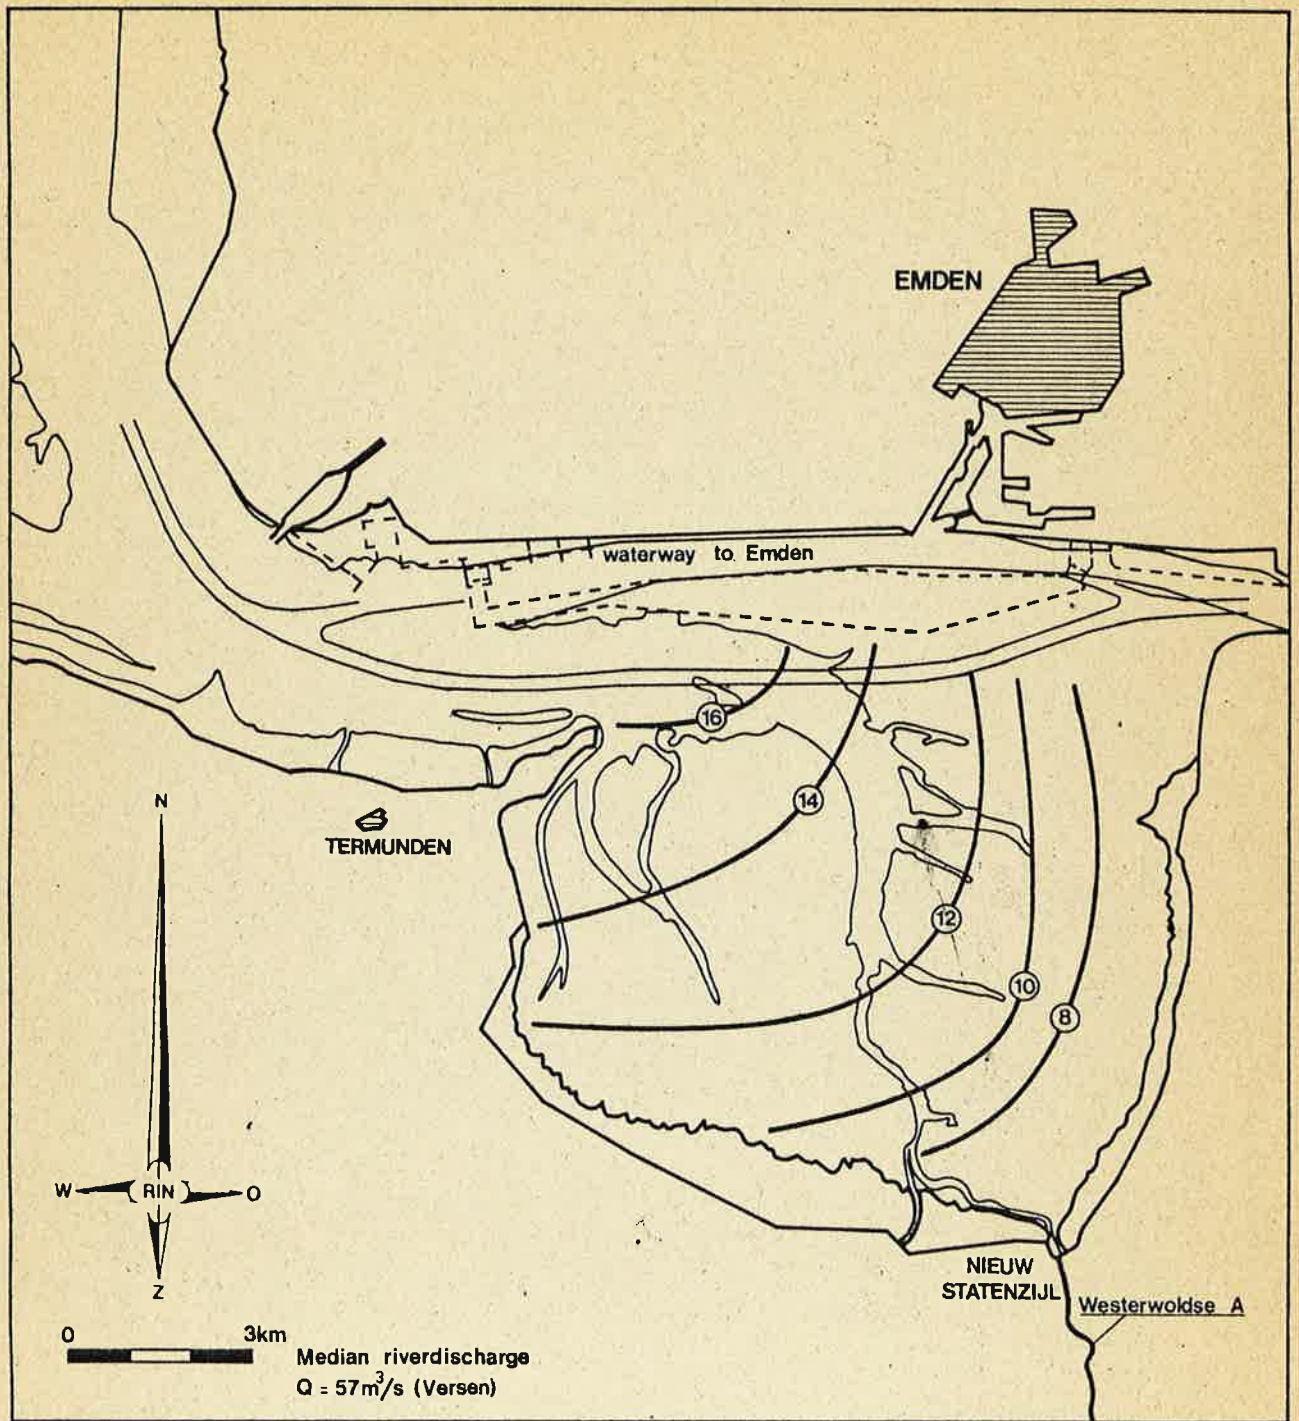 EMDEN
waterway to Emden
16
14
12
10
8
N
TERMUNDEN
W
RIN
O
Z
NIEUW
STATENZIJL
Westerwoldse A
0 3km
Median riverdischarge
Q = 57m³/s (Versen)